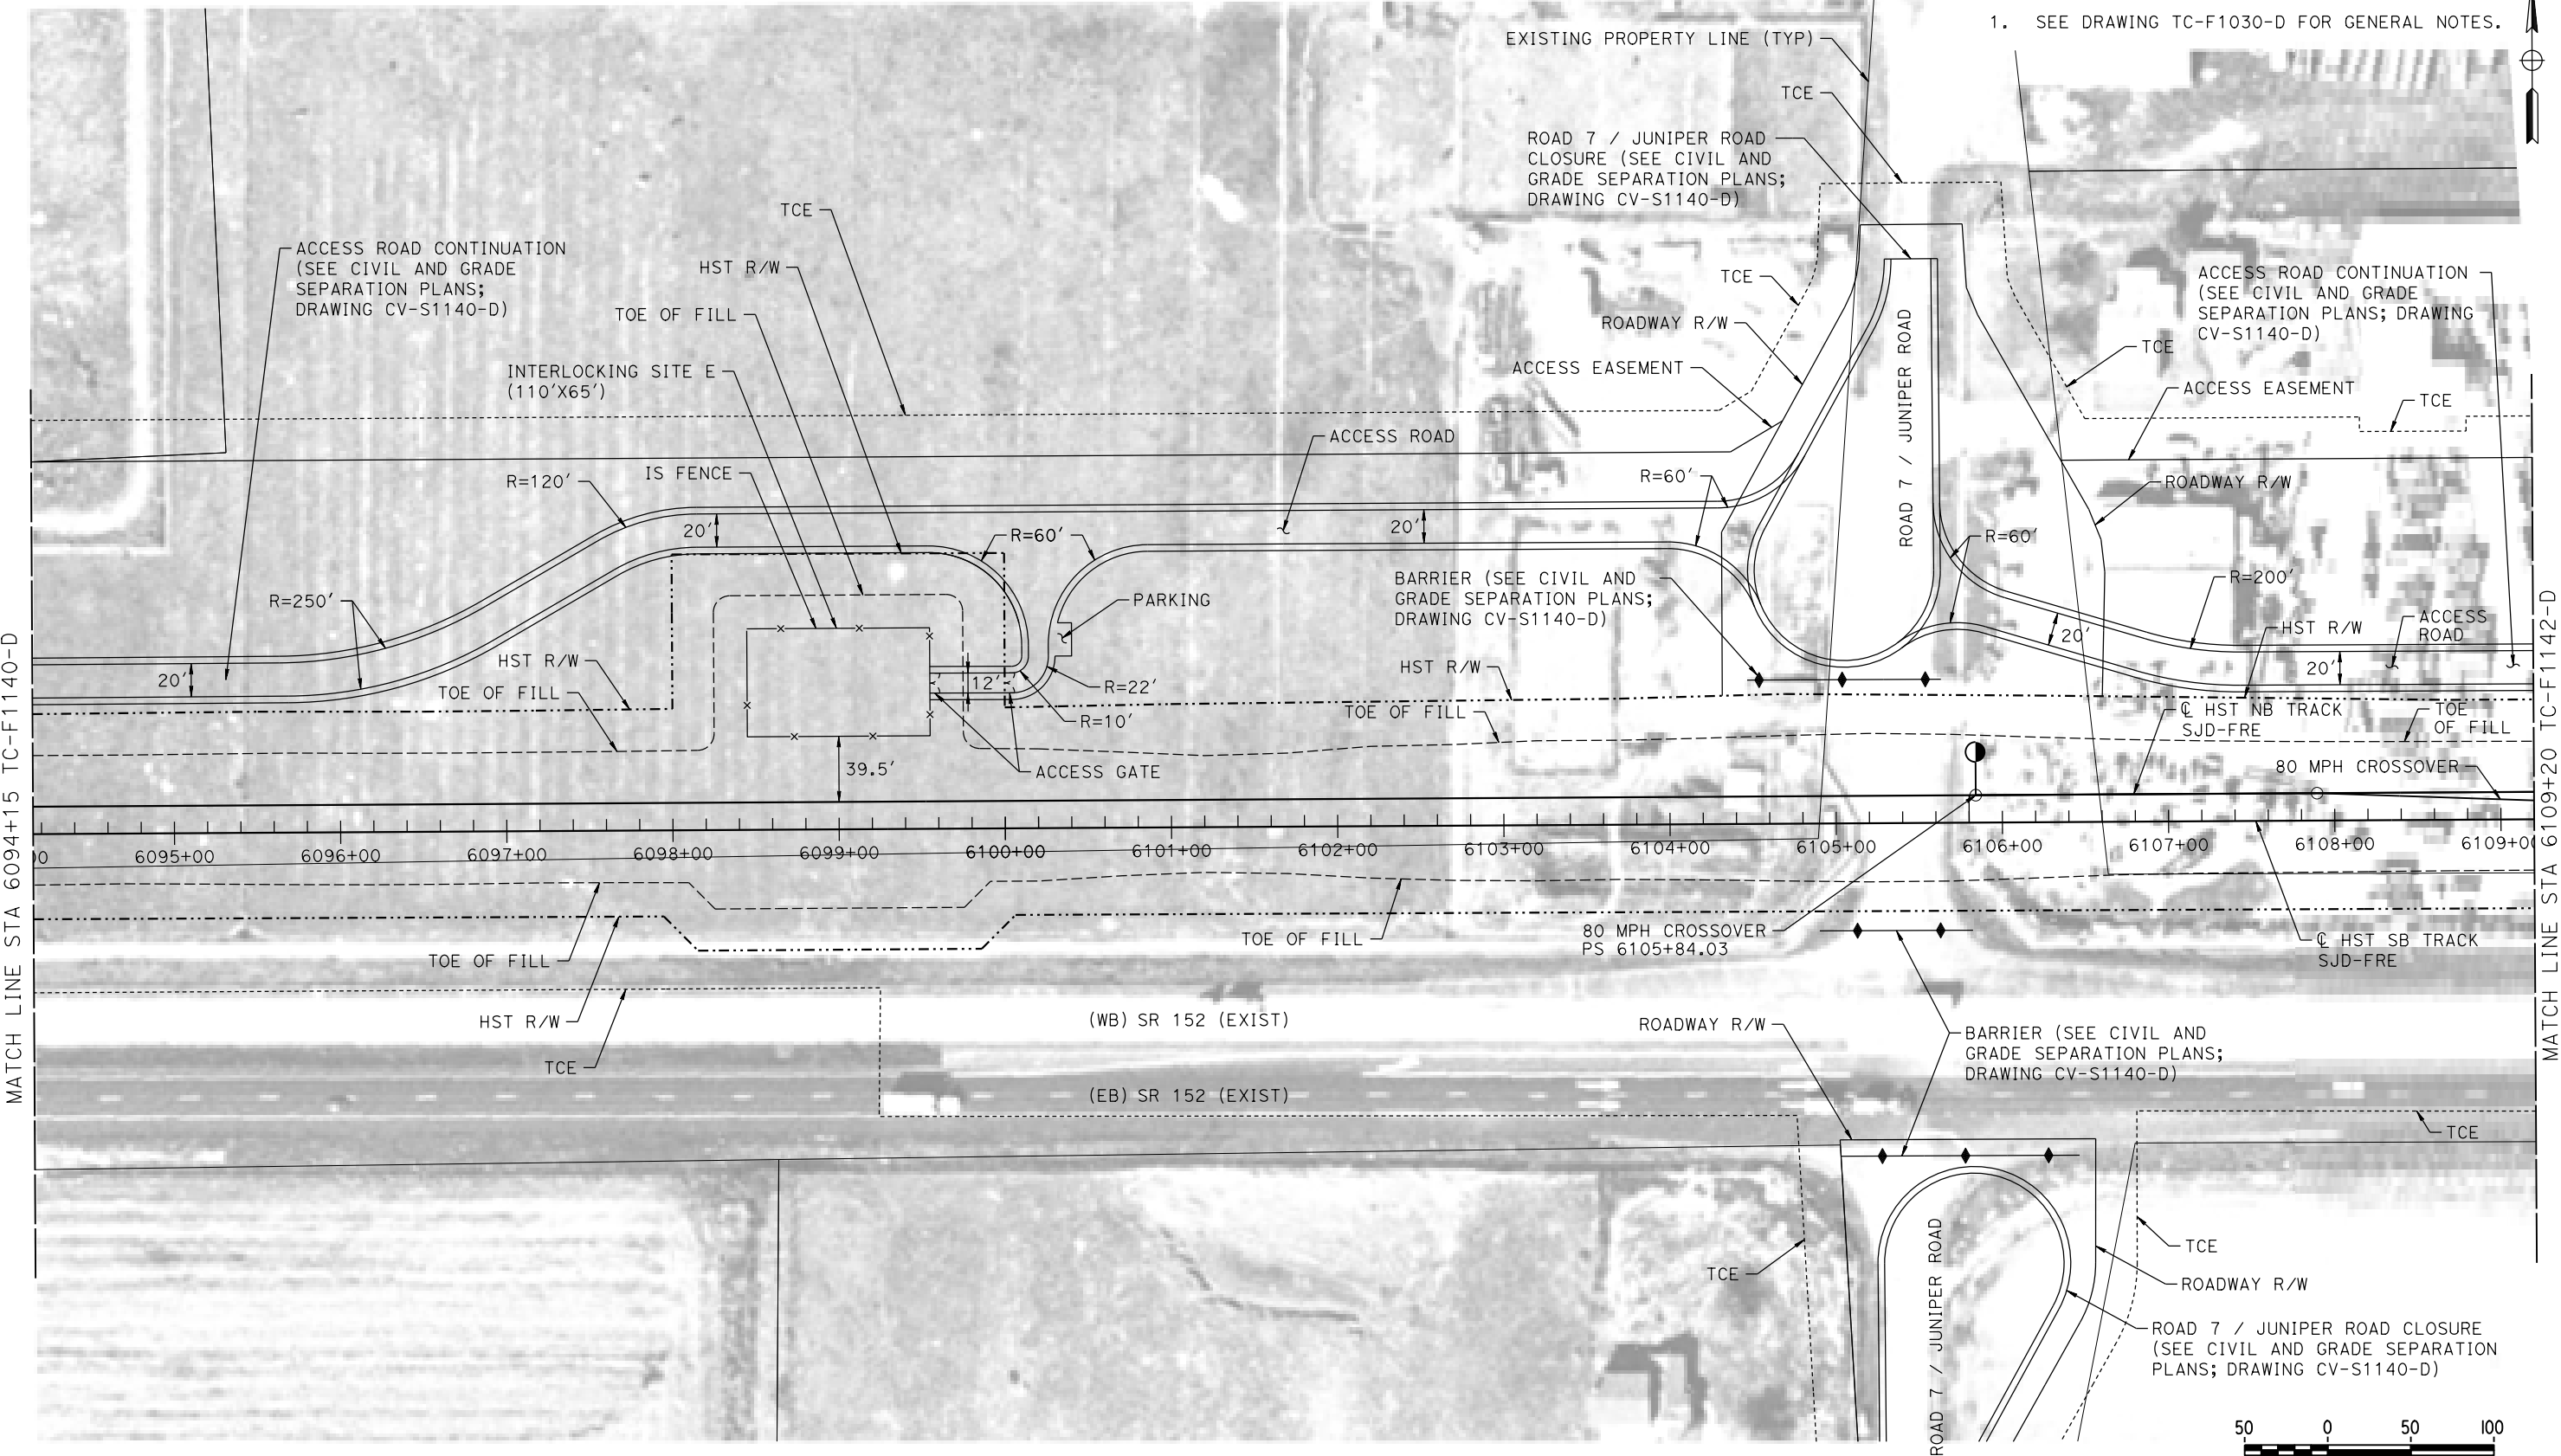 1. SEE DRAWING TC-F1030-D FOR GENERAL NOTES.
EXISTING PROPERTY LINE (TYP)
TCE
ROAD 7 / JUNIPER ROAD
CLOSURE (SEE CIVIL AND
GRADE SEPARATION PLANS;
DRAWING CV-S1140-D)
TCE
ACCESS ROAD CONTINUATION
(SEE CIVIL AND GRADE
SEPARATION PLANS;
DRAWING CV-S1140-D)
HST R/W
TOE OF FILL
INTERLOCKING SITE E
(110'X65')
TCE
ROADWAY R/W
ACCESS EASEMENT
ROAD 7 / JUNIPER ROAD
ACCESS ROAD CONTINUATION
(SEE CIVIL AND GRADE
SEPARATION PLANS; DRAWING
CV-S1140-D)
TCE
ACCESS EASEMENT
TCE
ACCESS ROAD
IS FENCE
R=120'
R=60'
ROADWAY R/W
20'
20'
R=60'
R=60'
BARRIER (SEE CIVIL AND
GRADE SEPARATION PLANS;
DRAWING CV-S1140-D)
R=200'
R=250'
PARKING
20'
HST R/W
ACCESS
ROAD
20'
HST R/W
TOE OF FILL
12'
R=22'
R=10'
HST R/W
TOE OF FILL
20'
℄ HST NB TRACK
SJD-FRE
TOE
OF FILL
39.5'
ACCESS GATE
80 MPH CROSSOVER
MATCH LINE STA 6094+15 TC-F1140-D
MATCH LINE STA 6109+20 TC-F1142-D
00 6095+00 6096+00 6097+00 6098+00 6099+00 6100+00 6101+00 6102+00 6103+00 6104+00 6105+00 6106+00 6107+00 6108+00 6109+00
TOE OF FILL
TOE OF FILL
80 MPH CROSSOVER
PS 6105+84.03
℄ HST SB TRACK
SJD-FRE
HST R/W
TCE
(WB) SR 152 (EXIST)
ROADWAY R/W
BARRIER (SEE CIVIL AND
GRADE SEPARATION PLANS;
DRAWING CV-S1140-D)
(EB) SR 152 (EXIST)
TCE
TCE
TCE
ROADWAY R/W
ROAD 7 / JUNIPER ROAD
ROAD 7 / JUNIPER ROAD CLOSURE
(SEE CIVIL AND GRADE SEPARATION
PLANS; DRAWING CV-S1140-D)
50 0 50 100